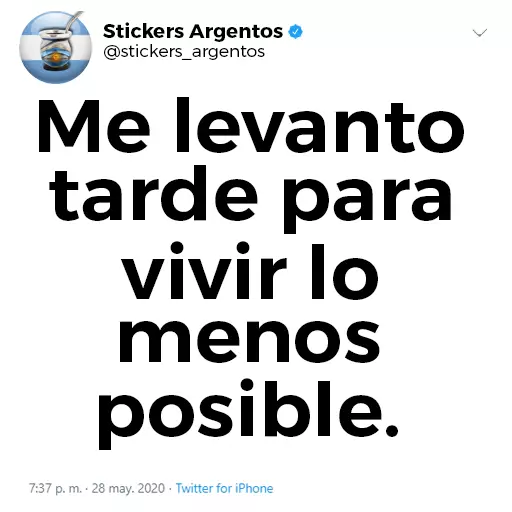 Stickers Argentos
@stickers_argentos
Me levanto
tarde para
vivir lo
menos
posible.
7:37 p. m. · 28 may. 2020 · Twitter for iPhone